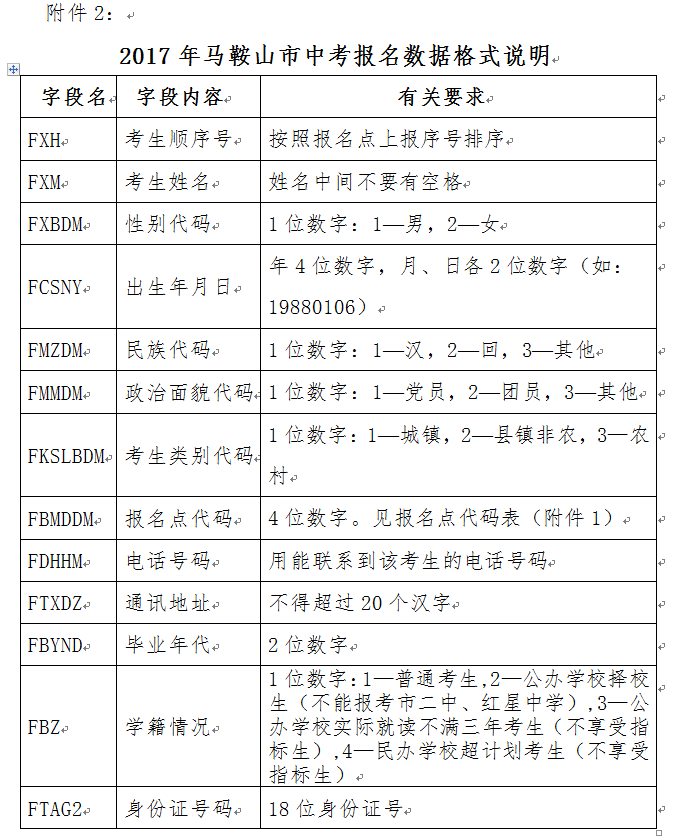 附件2：
2017年马鞍山市中考报名数据格式说明
字段名 字段内容 有关要求
FXH 考生顺序号 按照报名点上报序号排序
FXM 考生姓名 姓名中间不要有空格
FXBDM 性别代码 1位数字：1—男，2—女
FCSNY 出生年月日 年4位数字，月、日各2位数字（如：
19880106）
FMZDM 民族代码 1位数字：1—汉，2—回，3—其他
FMMDM 政治面貌代码 1位数字：1—党员，2—团员，3—其他
FKSLBDM 考生类别代码 1位数字：1—城镇，2—县镇非农，3—农
村
FBMDDM 报名点代码 4位数字。见报名点代码表（附件1）
FDHHM 电话号码 用能联系到该考生的电话号码
FTXDZ 通讯地址 不得超过20个汉字
FBYND 毕业年代 2位数字
FBZ 学籍情况 1位数字：1—普通考生,2—公办学校择校
生（不能报考市二中、红星中学）,3—公
办学校实际就读不满三年考生（不享受指
标生）,4—民办学校超计划考生（不享受
指标生）
FTAG2 身份证号码 18位身份证号